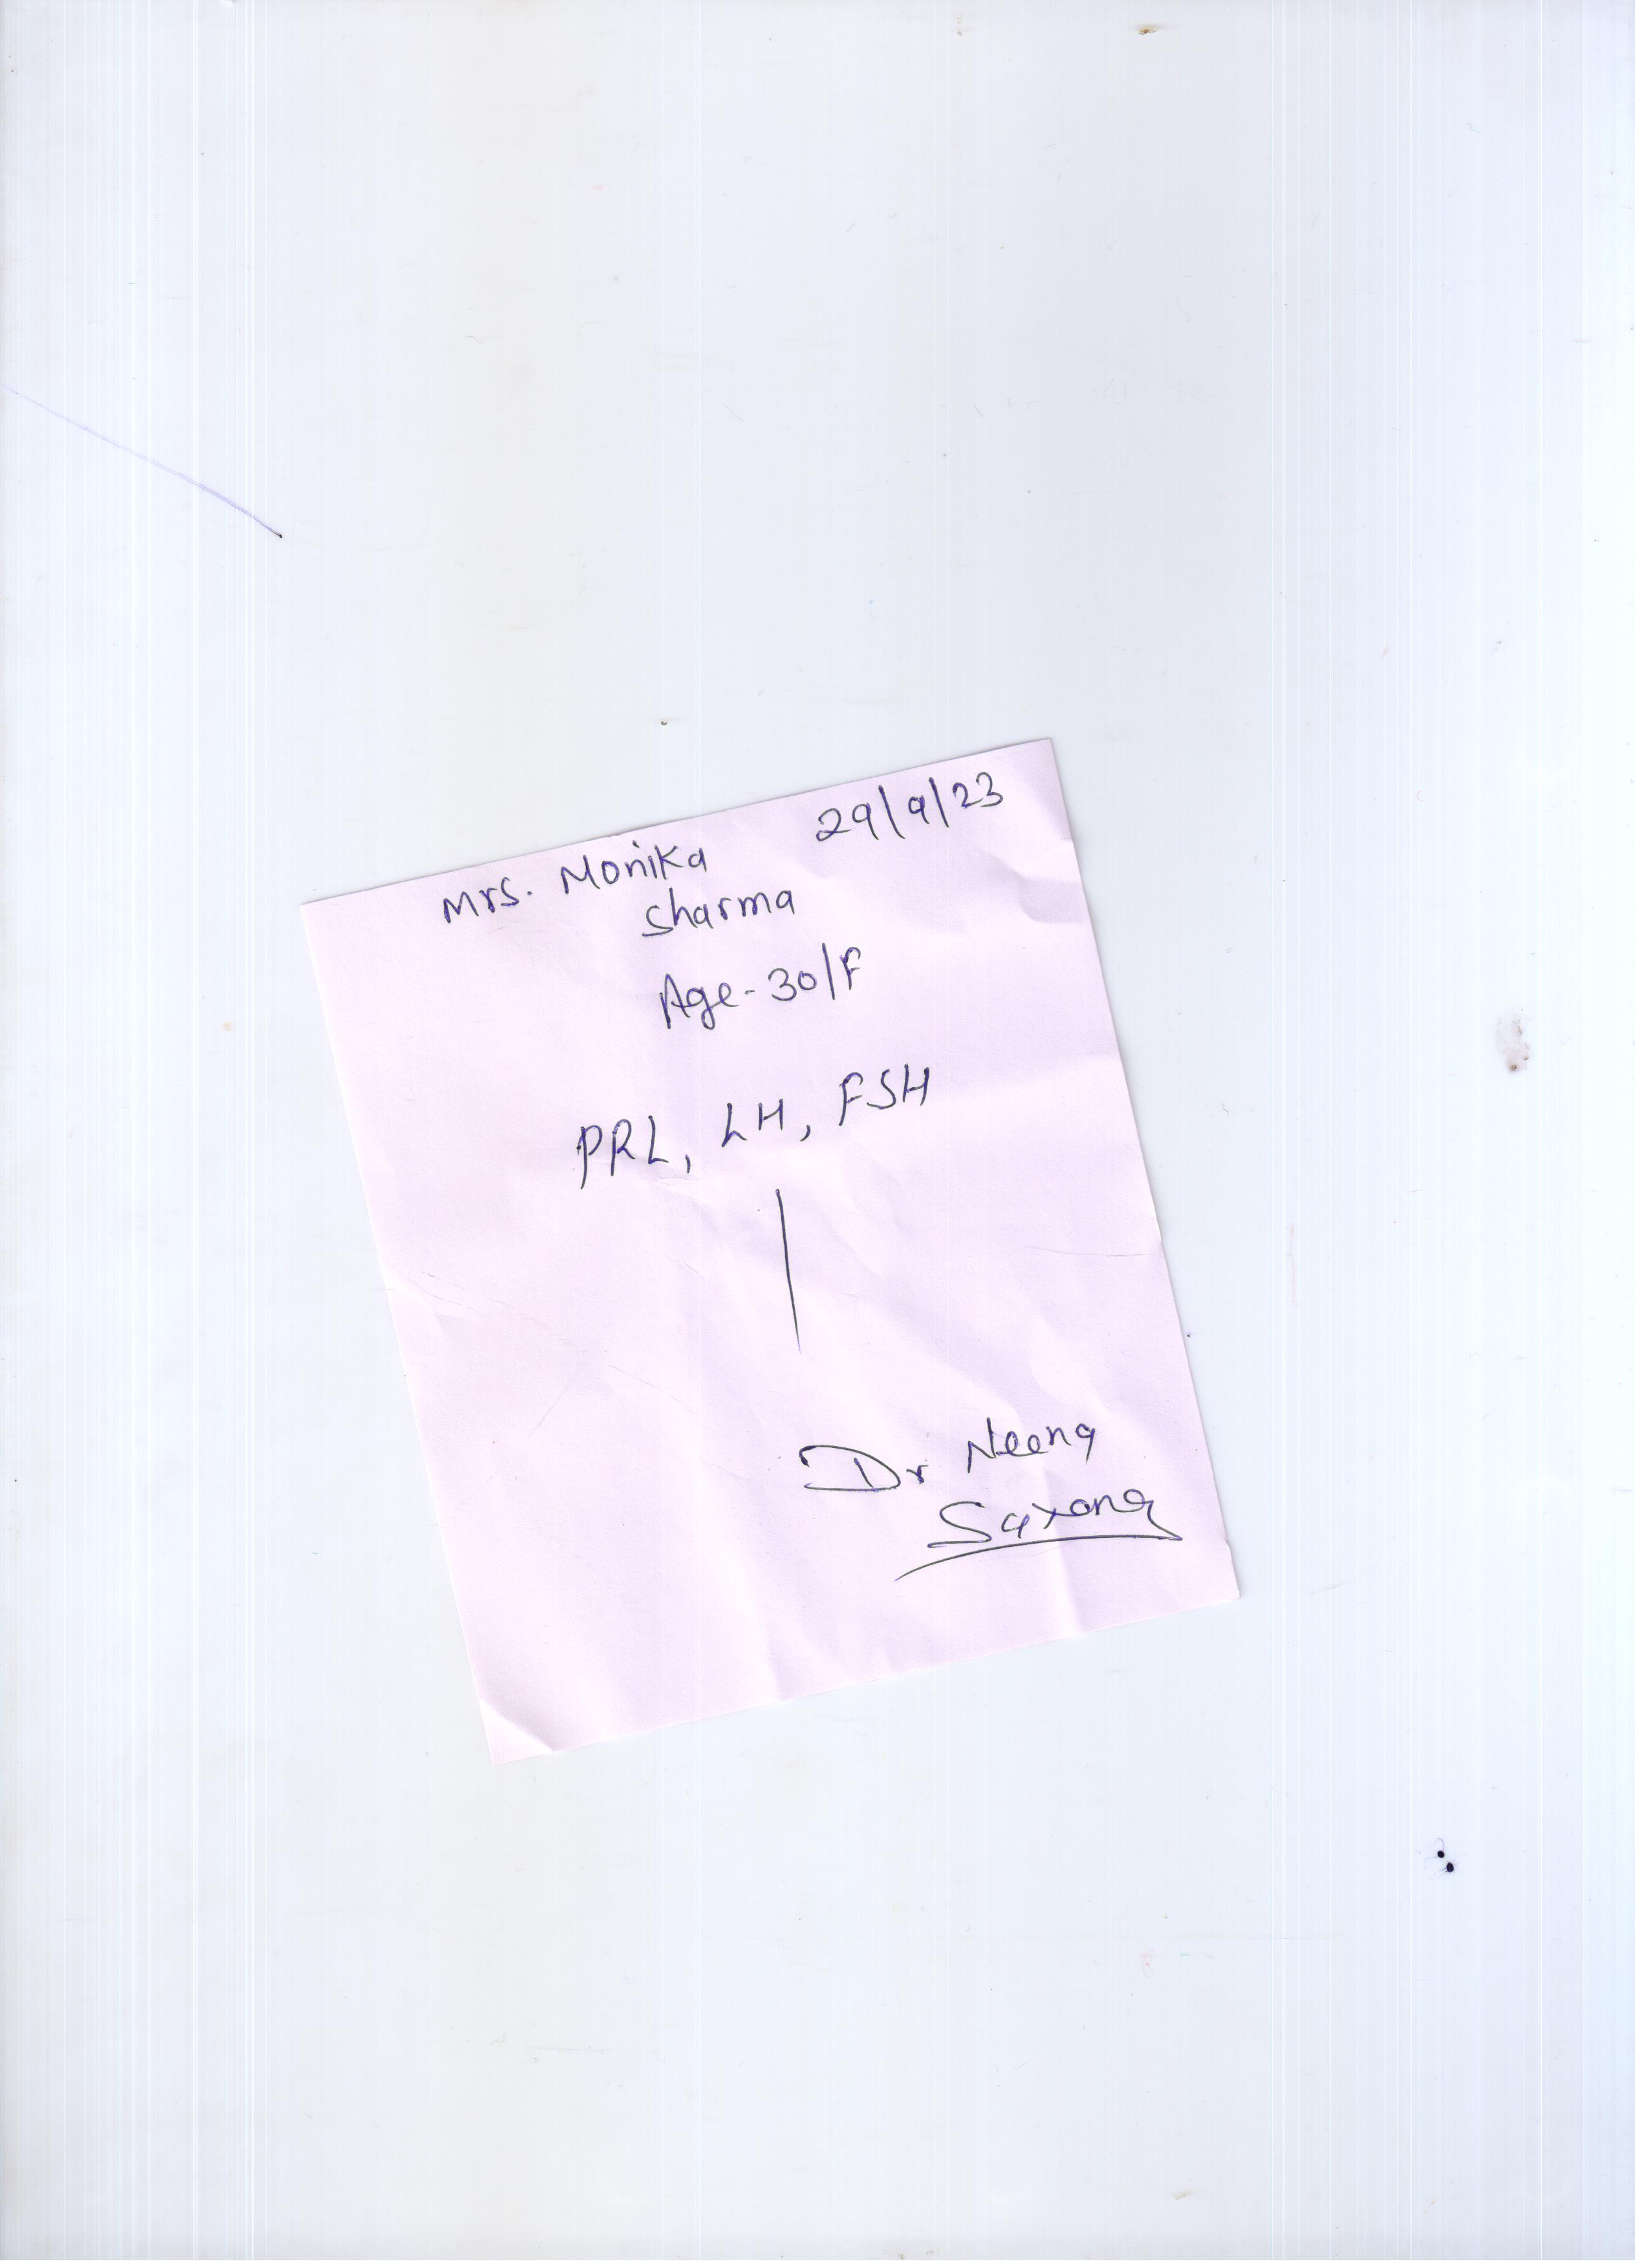 29/9/23
Mrs. Monika
Sharma
Age-30/F
PRL, LH, FSH
Dr Neena
Saxena